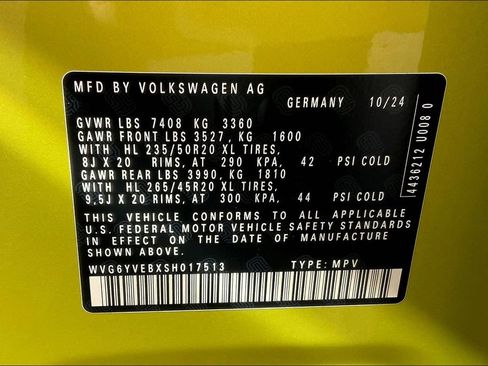 MFD BY VOLKSWAGEN AG
GERMANY 10/24
GVWR LBS 7408 KG 3360
GAWR FRONT LBS 3527, KG 1600
WITH HL 235/50R20 XL TIRES,
8J X 20 RIMS, AT 290 KPA, 42 PSI COLD
GAWR REAR LBS 3990, KG 1810
WITH HL 265/45R20 XL TIRES,
9,5J X 20 RIMS, AT 300 KPA, 44 PSI COLD
THIS VEHICLE CONFORMS TO ALL APPLICABLE
U.S. FEDERAL MOTOR VEHICLE SAFETY STANDARDS
IN EFFECT ON THE DATE OF MANUFACTURE
SHOWN ABOVE.
WVG6YVEBXSH017513 TYPE: MPV
4436212 U008 0